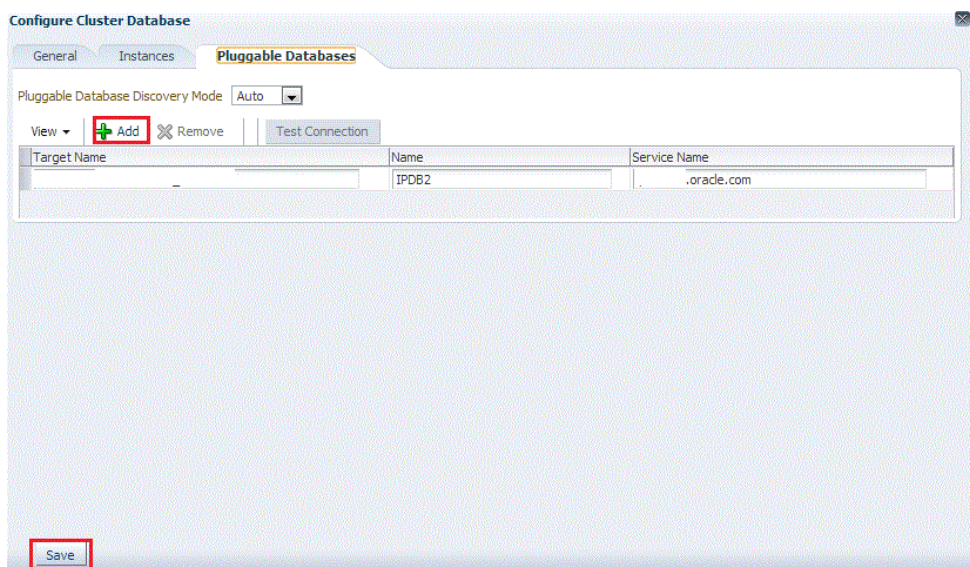 Configure Cluster Database
General Instances Pluggable Databases
Pluggable Database Discovery Mode Auto
View Add Remove Test Connection
Target Name Name Service Name
_ IPDB2 .oracle.com
Save